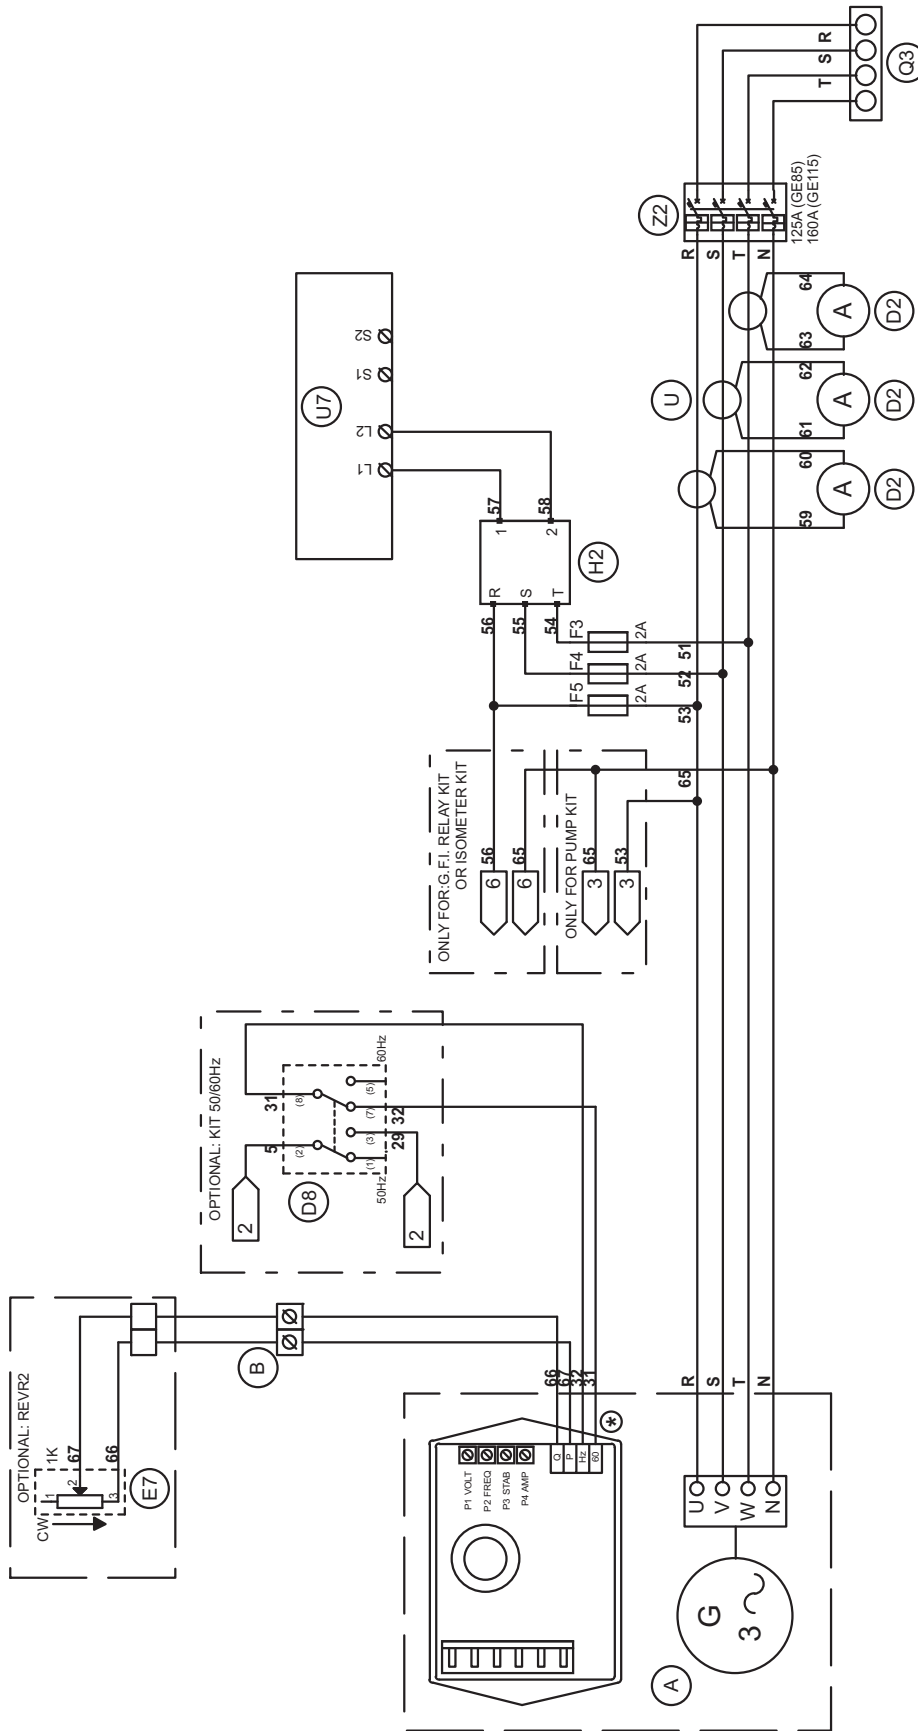 OPTIONAL: REVR2
1K
67
66
1
2
3
CW
E7
B
OPTIONAL: KIT 50/60Hz
2
2
5
31
(2)
(8)
(1)
(3)
(7)
(5)
50Hz
60Hz
29
32
D8
ONLY FOR:G.F.I. RELAY KIT
OR ISOMETER KIT
6
56
6
65
ONLY FOR PUMP KIT
3
65
3
53
U7
L1
L2
S1
S2
57
58
1
2
R
S
T
H2
56
55
54
F5
F4
F3
2A
2A
2A
53
52
51
65
P1 VOLT
P2 FREQ
P3 STAB
P4 AMP
Q
P
Hz
60
66
67
32
31
*
A
G
3
U
V
W
N
R
S
T
N
U
59
60
61
62
63
64
A
A
A
D2
D2
D2
R
S
T
N
Z2
125A (GE85)
160A (GE115)
T
S
R
Q3